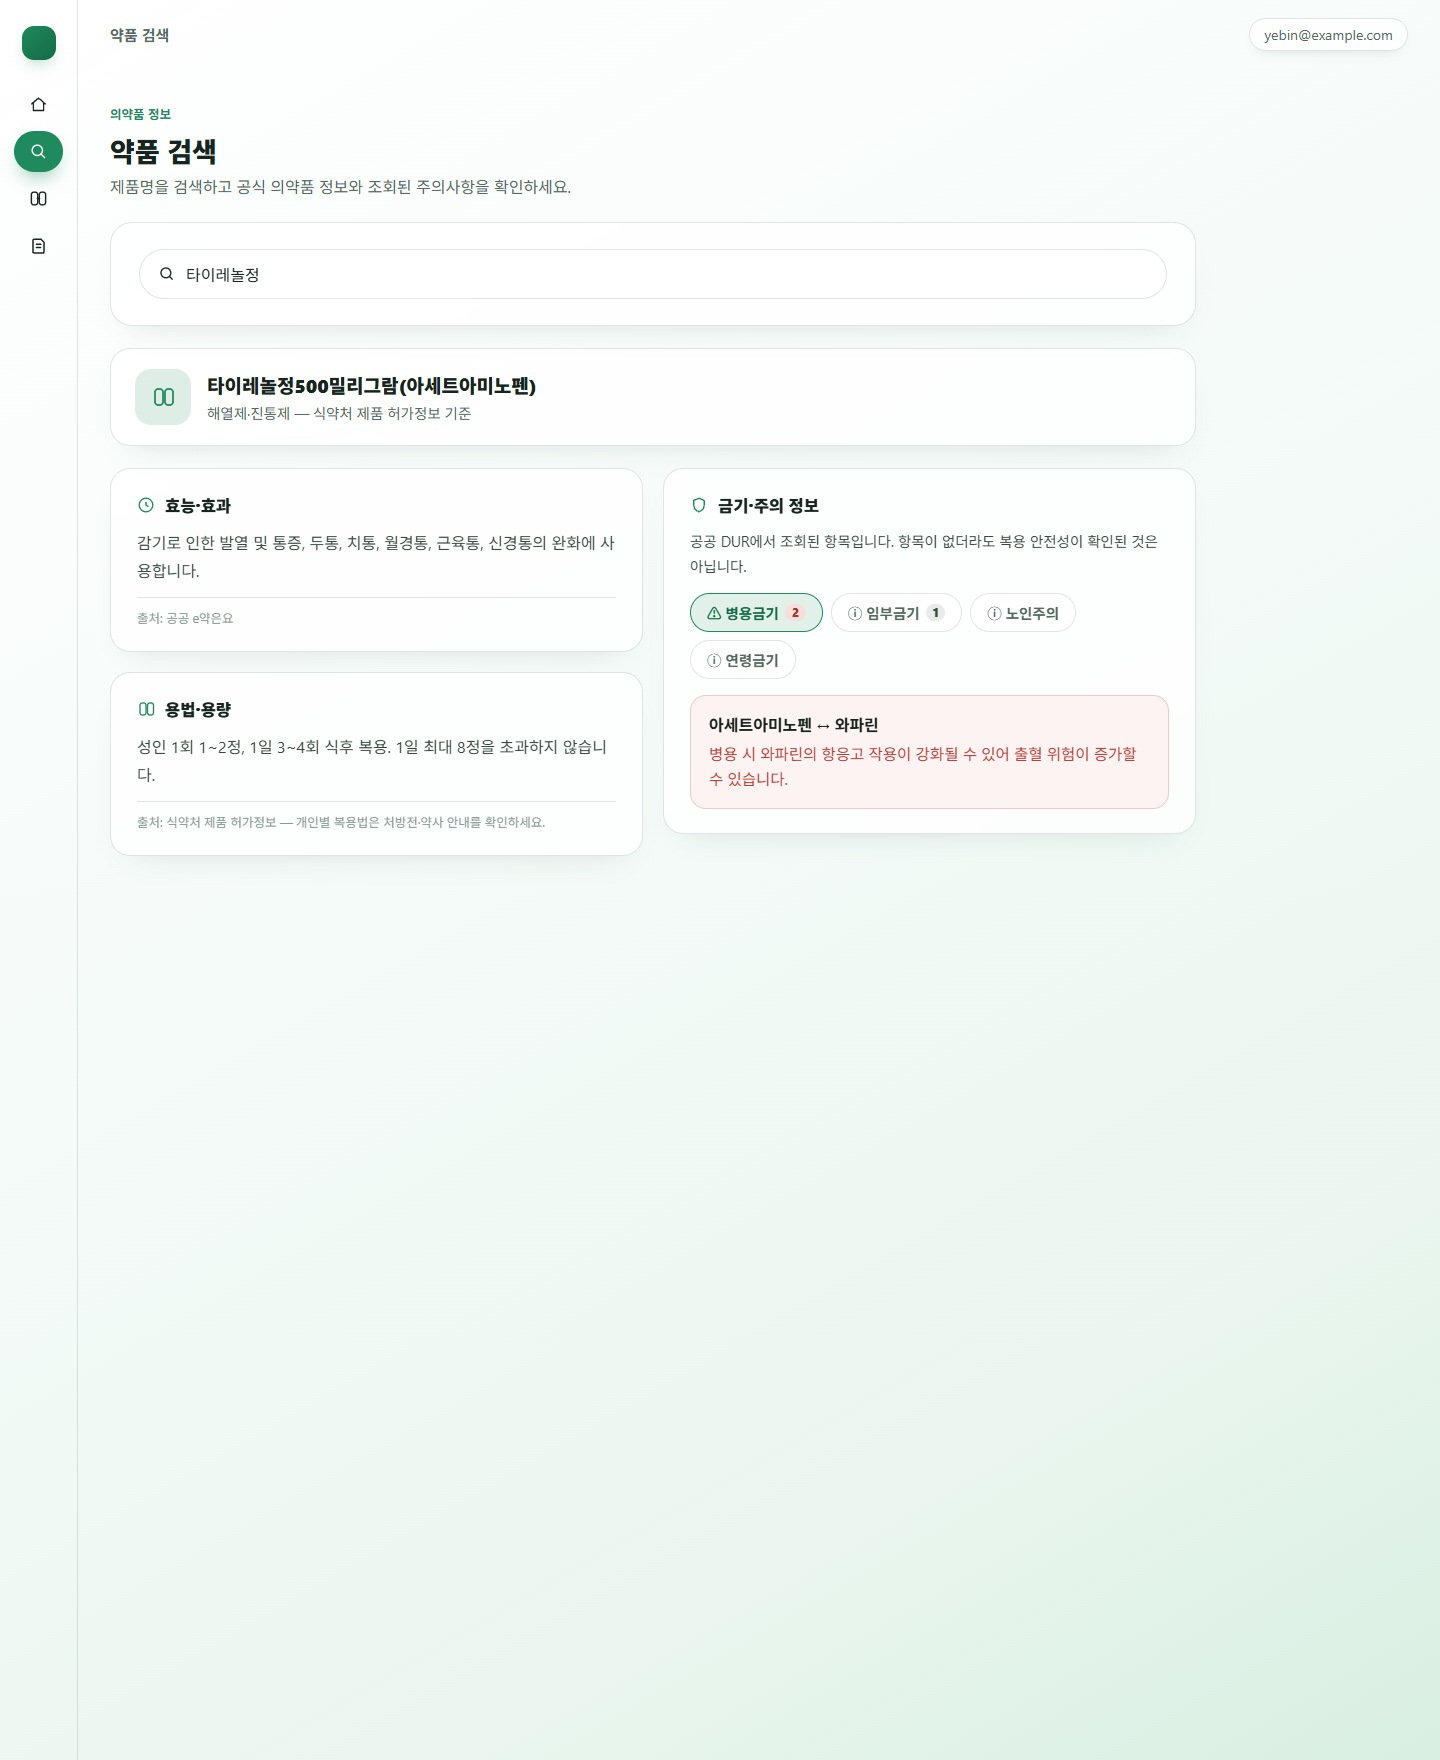 약품 검색
yebin@example.com
의약품 정보
약품 검색
제품명을 검색하고 공식 의약품 정보와 조회된 주의사항을 확인하세요.
타이레놀정
타이레놀정500밀리그람(아세트아미노펜)
해열제·진통제 — 식약처 제품 허가정보 기준
효능·효과
감기로 인한 발열 및 통증, 두통, 치통, 월경통, 근육통, 신경통의 완화에 사
용합니다.
출처: 공공 e약은요
용법·용량
성인 1회 1~2정, 1일 3~4회 식후 복용. 1일 최대 8정을 초과하지 않습니
다.
출처: 식약처 제품 허가정보 — 개인별 복용법은 처방전·약사 안내를 확인하세요.
금기·주의 정보
공공 DUR에서 조회된 항목입니다. 항목이 없더라도 복용 안전성이 확인된 것은
아닙니다.
병용금기 2
임부금기 1
노인주의
연령금기
아세트아미노펜 ↔ 와파린
병용 시 와파린의 항응고 작용이 강화될 수 있어 출혈 위험이 증가할
수 있습니다.